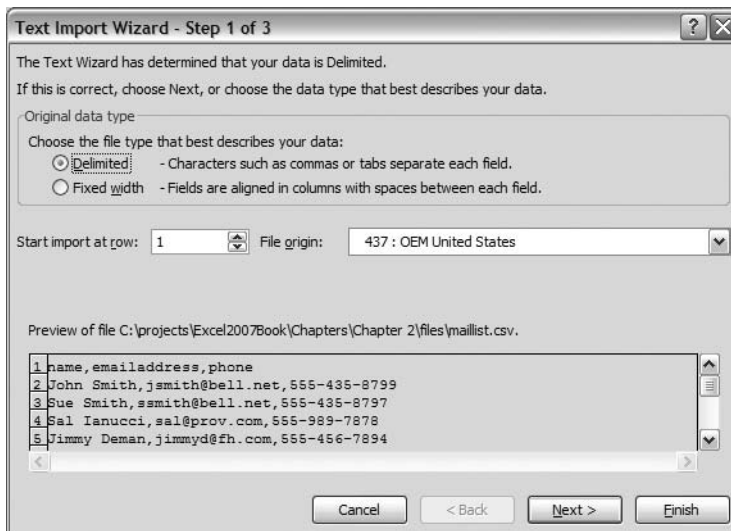 Text Import Wizard - Step 1 of 3
The Text Wizard has determined that your data is Delimited.
If this is correct, choose Next, or choose the data type that best describes your data.
Original data type
Choose the file type that best describes your data:
Delimited - Characters such as commas or tabs separate each field.
Fixed width - Fields are aligned in columns with spaces between each field.
Start import at row: 1 File origin: 437 : OEM United States
Preview of file C:\projects\Excel2007Book\Chapters\Chapter 2\files\maillist.csv.
1 name,emailaddress,phone
2 John Smith,jsmith@bell.net,555-435-8799
3 Sue Smith,ssmith@bell.net,555-435-8797
4 Sal Ianucci,sal@prov.com,555-989-7878
5 Jimmy Deman,jimmyd@fh.com,555-456-7894
Cancel < Back Next > Finish